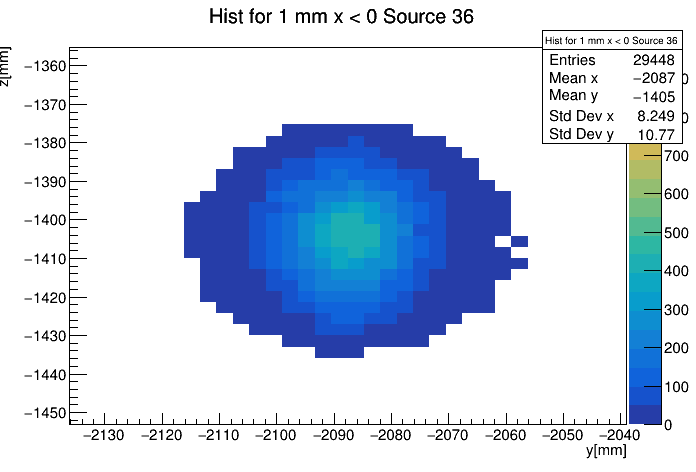 Hist for 1 mm x < 0 Source 36
z[mm]
Hist for 1 mm x < 0 Source 36
Entries 29448
Mean x −2087
Mean y −1405
Std Dev x 8.249
Std Dev y 10.77
−1360
−1370
−1380
−1390
−1400
−1410
−1420
−1430
−1440
−1450
700
600
500
400
300
200
100
0
−2130 −2120 −2110 −2100 −2090 −2080 −2070 −2060 −2050 −2040
y[mm]